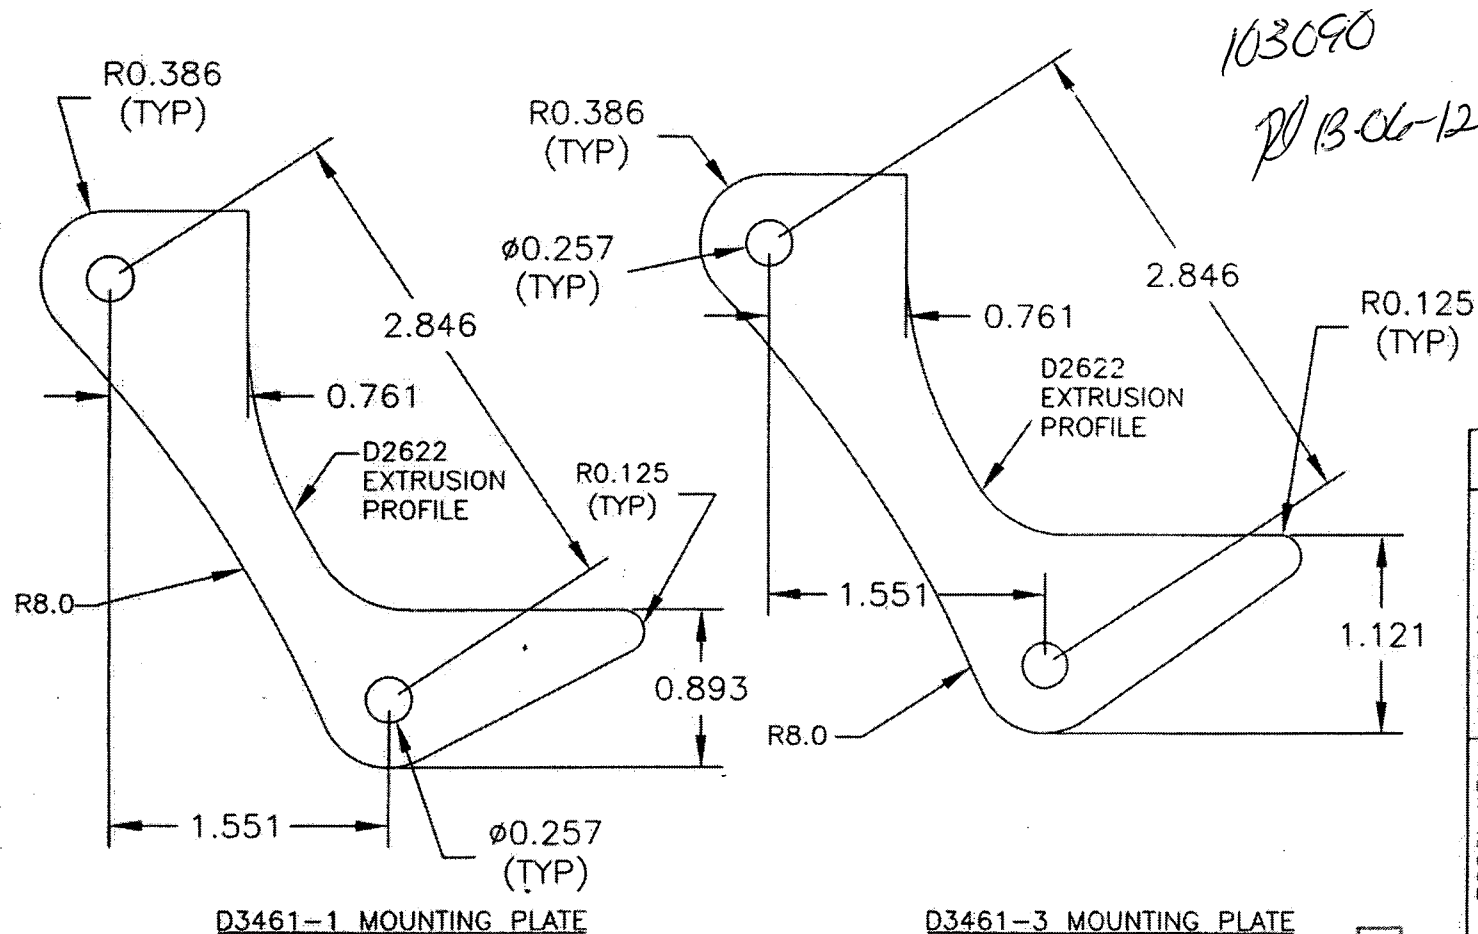 103090
13-06-12
R0.386
(TYP)
2.846
0.761
D2622
EXTRUSION
PROFILE
R0.125
(TYP)
R8.0
0.893
1.551
ø0.257
(TYP)
D3461-1 MOUNTING PLATE
R0.386
(TYP)
ø0.257
(TYP)
2.846
0.761
R0.125
(TYP)
D2622
EXTRUSION
PROFILE
1.551
1.121
R8.0
D3461-3 MOUNTING PLATE